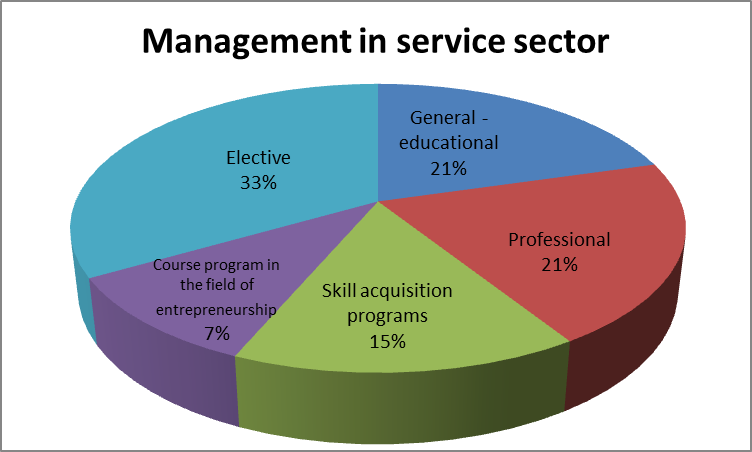 Management in service sector
General -
educational
21%
Professional
21%
Skill acquisition
programs
15%
Course program in
the field of
entrepreneurship
7%
Elective
33%